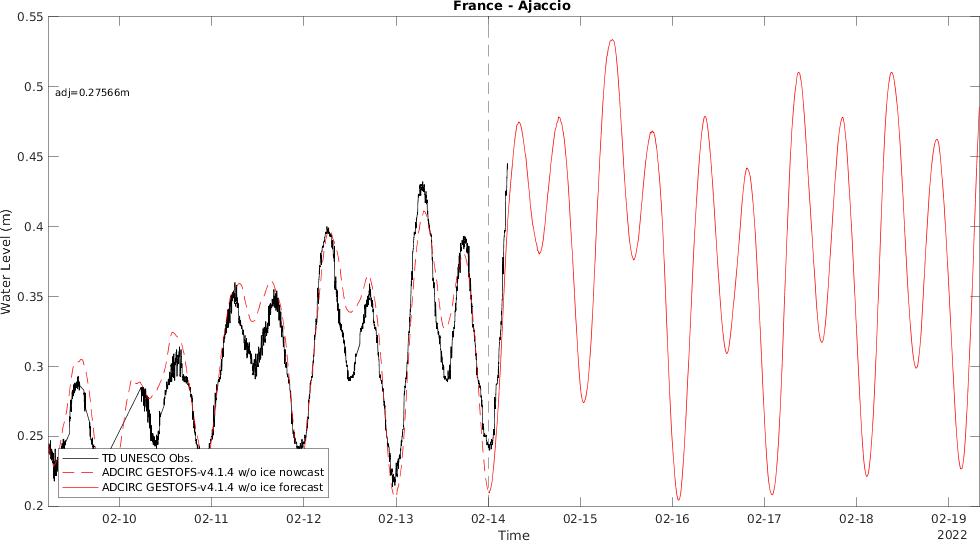 France - Ajaccio
0.55
0.5
0.45
0.4
0.35
0.3
0.25
0.2
Water Level (m)
adj=0.27566m
TD UNESCO Obs.
ADCIRC GESTOFS-v4.1.4 w/o ice nowcast
ADCIRC GESTOFS-v4.1.4 w/o ice forecast
02-10 02-11 02-12 02-13 02-14 02-15 02-16 02-17 02-18 02-19
Time
2022